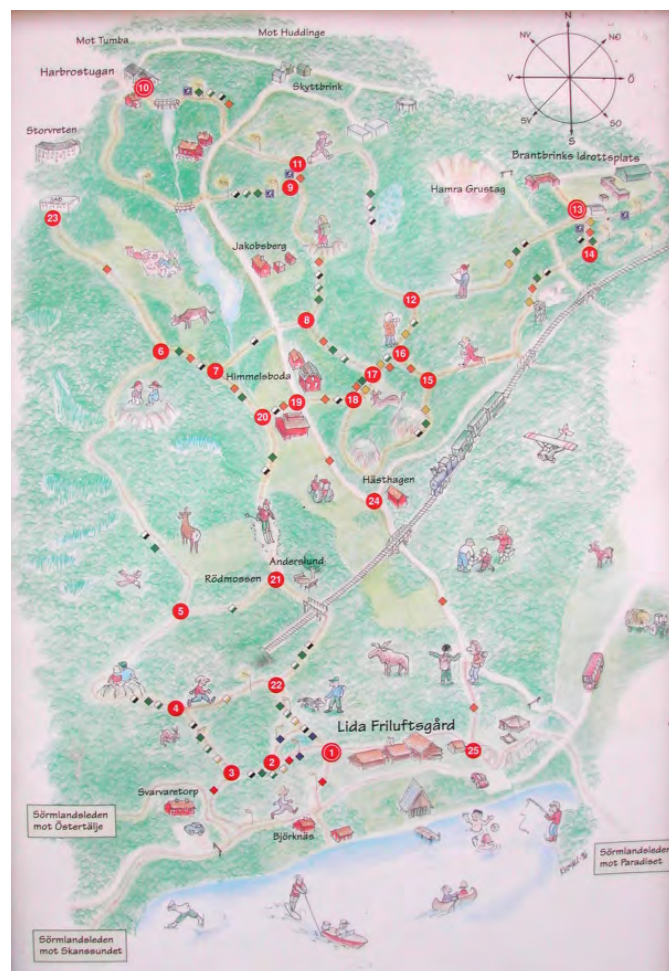 Mot Tumba
Mot Huddinge
N
NV
NÖ
V
Ö
SV
SO
S
Harbrostugan
10
Skyttbrink
Storvreten
Brantbrinks Idrottsplats
11
Hamra Grustag
9
23
13
14
Jakobsberg
12
8
6
16
7
17
15
Himmelsboda
18
19
20
Hästhagen
24
Anderslund
Rödmossen
21
5
22
4
Lida Friluftsgård
1
25
2
3
Svarvaretorp
Sörmlandsleden
mot Östertälje
Björknäs
Sörmlandsleden
mot Paradiset
Sörmlandsleden
mot Skanssundet